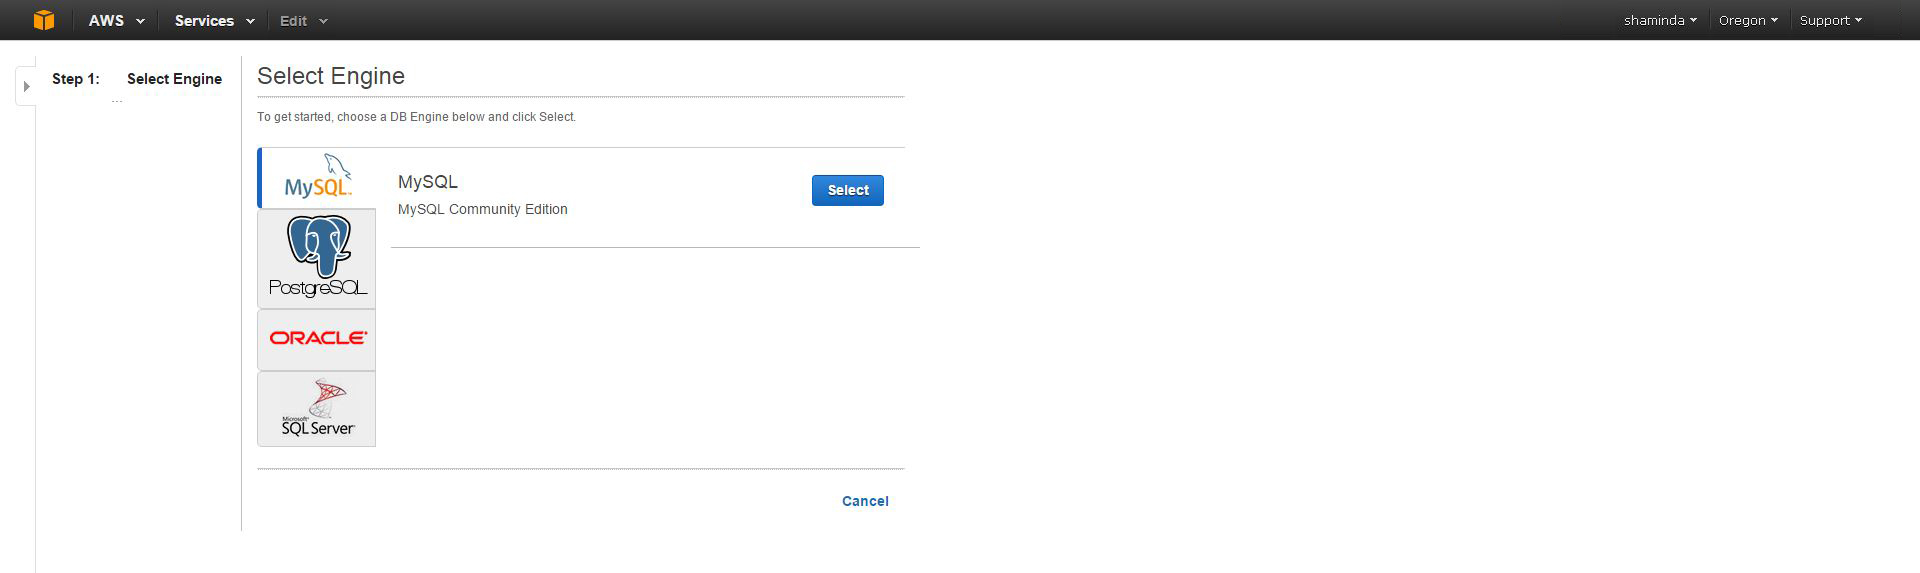 AWS Services Edit shaminda Oregon Support
Step 1: Select Engine
...
Select Engine
To get started, choose a DB Engine below and click Select.
MySQL™
MySQL
Select
MySQL Community Edition
PostgreSQL
ORACLE®
Microsoft®
SQL Server®
Cancel